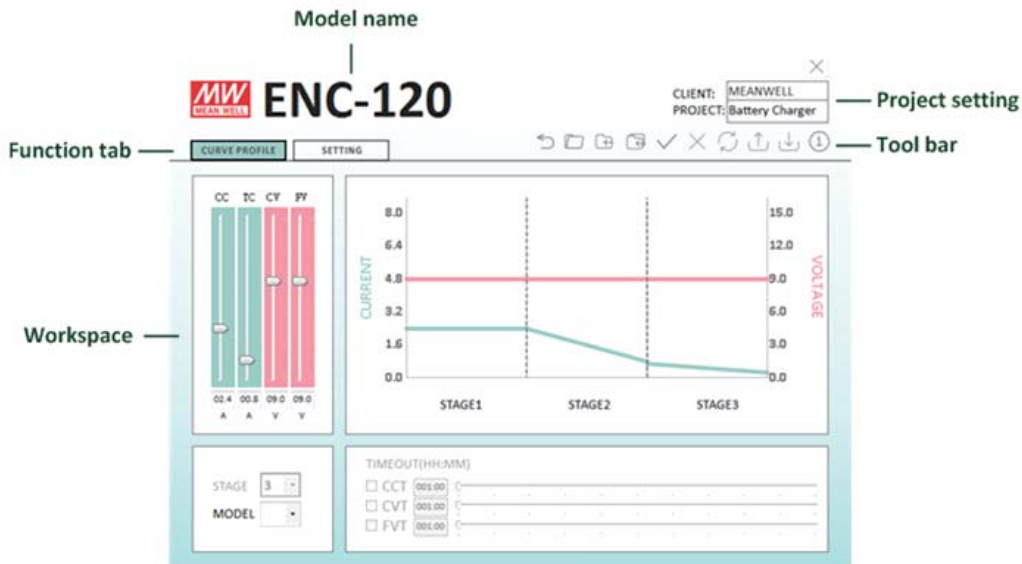 Model name
MW
MEAN WELL
ENC-120
CLIENT: MEANWELL
PROJECT: Battery Charger
Project setting
Function tab
CURVE PROFILE
SETTING
1
Tool bar
CC TC CV FV
02.4 00.8 09.0 09.0
A A V V
Workspace
CURRENT
8.0
6.4
4.8
3.2
1.6
0.0
15.0
12.0
9.0
6.0
3.0
0.0
VOLTAGE
STAGE1 STAGE2 STAGE3
STAGE 3
MODEL
TIMEOUT(HH:MM)
CCT 001:00
CVT 001:00
FVT 001:00